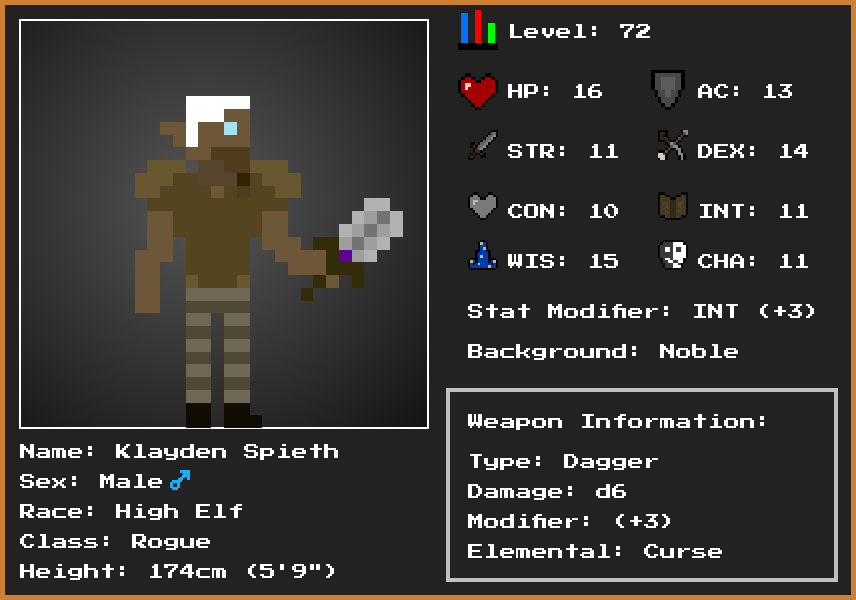 Level: 72
HP: 16
AC: 13
STR: 11
DEX: 14
CON: 10
INT: 11
WIS: 15
CHA: 11
Stat Modifier: INT (+3)
Background: Noble
Weapon Information:
Type: Dagger
Damage: d6
Modifier: (+3)
Elemental: Curse
Name: Klayden Spieth
Sex: Male♂
Race: High Elf
Class: Rogue
Height: 174cm (5'9")